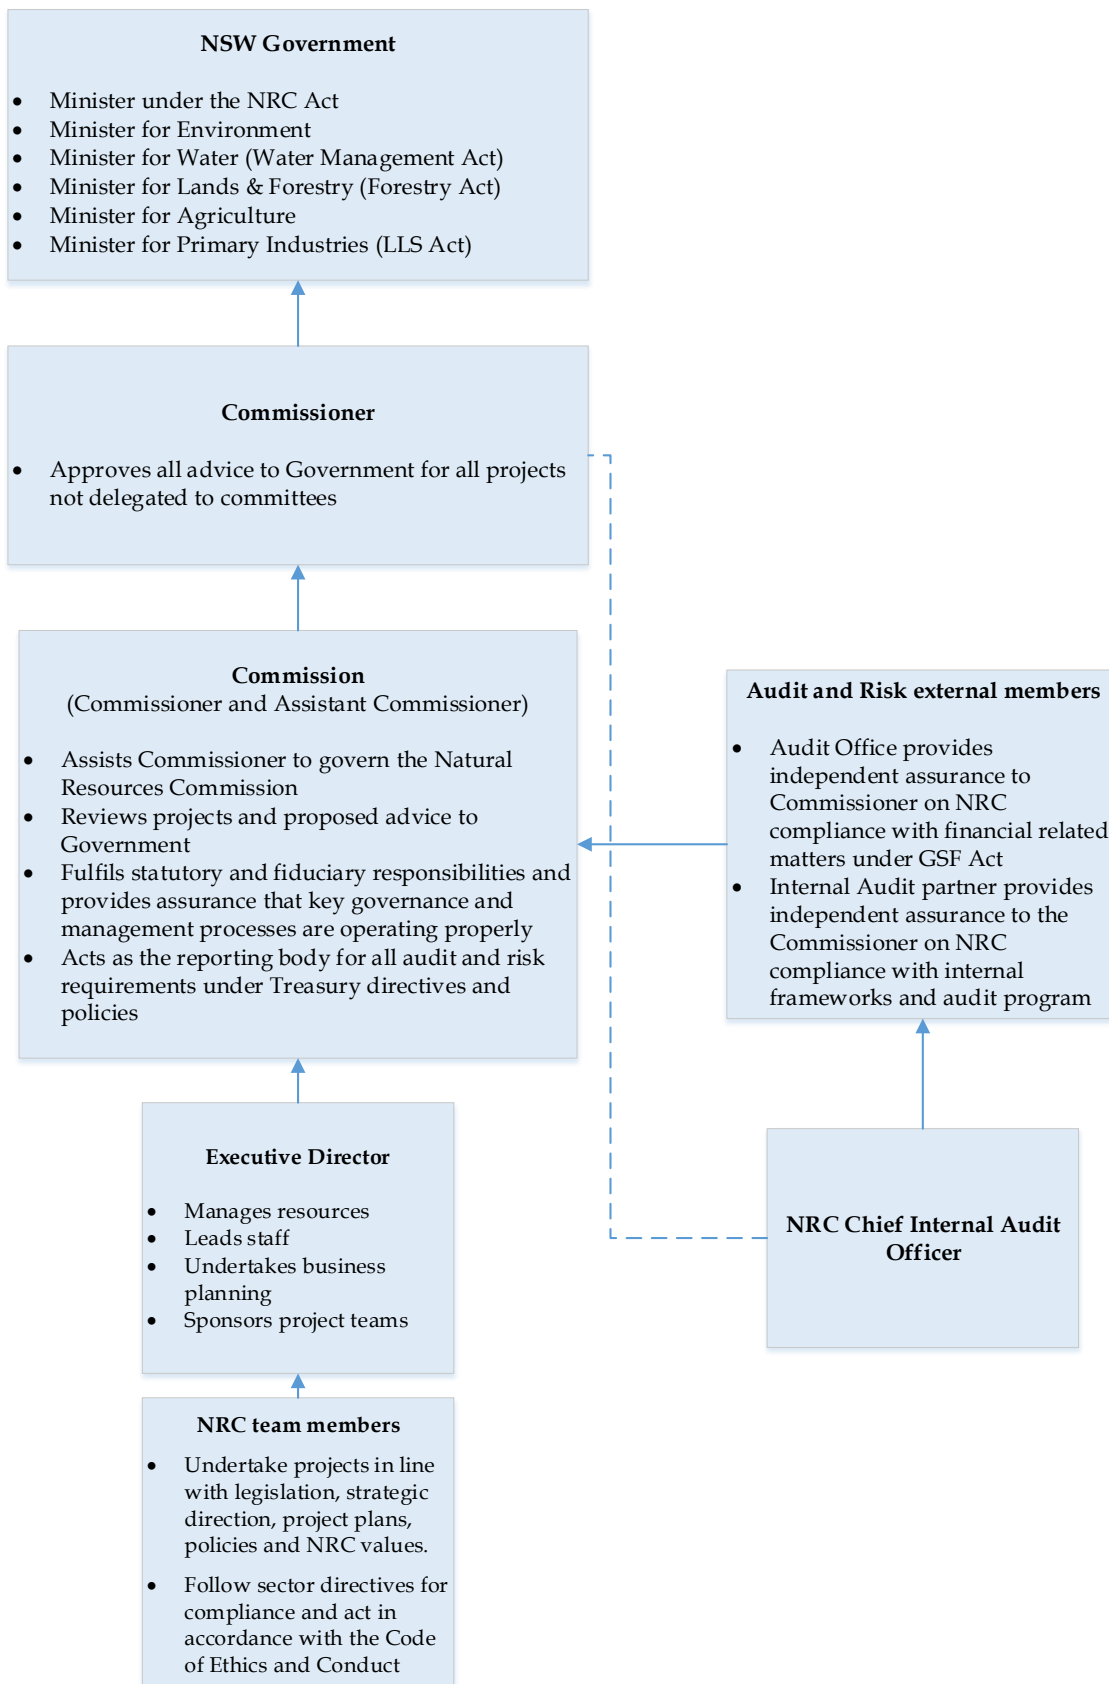 NSW Government
• Minister under the NRC Act
• Minister for Environment
• Minister for Water (Water Management Act)
• Minister for Lands & Forestry (Forestry Act)
• Minister for Agriculture
• Minister for Primary Industries (LLS Act)
Commissioner
• Approves all advice to Government for all projects
not delegated to committees
Commission
(Commissioner and Assistant Commissioner)
• Assists Commissioner to govern the Natural
Resources Commission
• Reviews projects and proposed advice to
Government
• Fulfils statutory and fiduciary responsibilities and
provides assurance that key governance and
management processes are operating properly
• Acts as the reporting body for all audit and risk
requirements under Treasury directives and
policies
Audit and Risk external members
• Audit Office provides
independent assurance to
Commissioner on NRC
compliance with financial related
matters under GSF Act
• Internal Audit partner provides
independent assurance to the
Commissioner on NRC
compliance with internal
frameworks and audit program
Executive Director
• Manages resources
• Leads staff
• Undertakes business
planning
• Sponsors project teams
NRC Chief Internal Audit
Officer
NRC team members
• Undertake projects in line
with legislation, strategic
direction, project plans,
policies and NRC values.
• Follow sector directives for
compliance and act in
accordance with the Code
of Ethics and Conduct